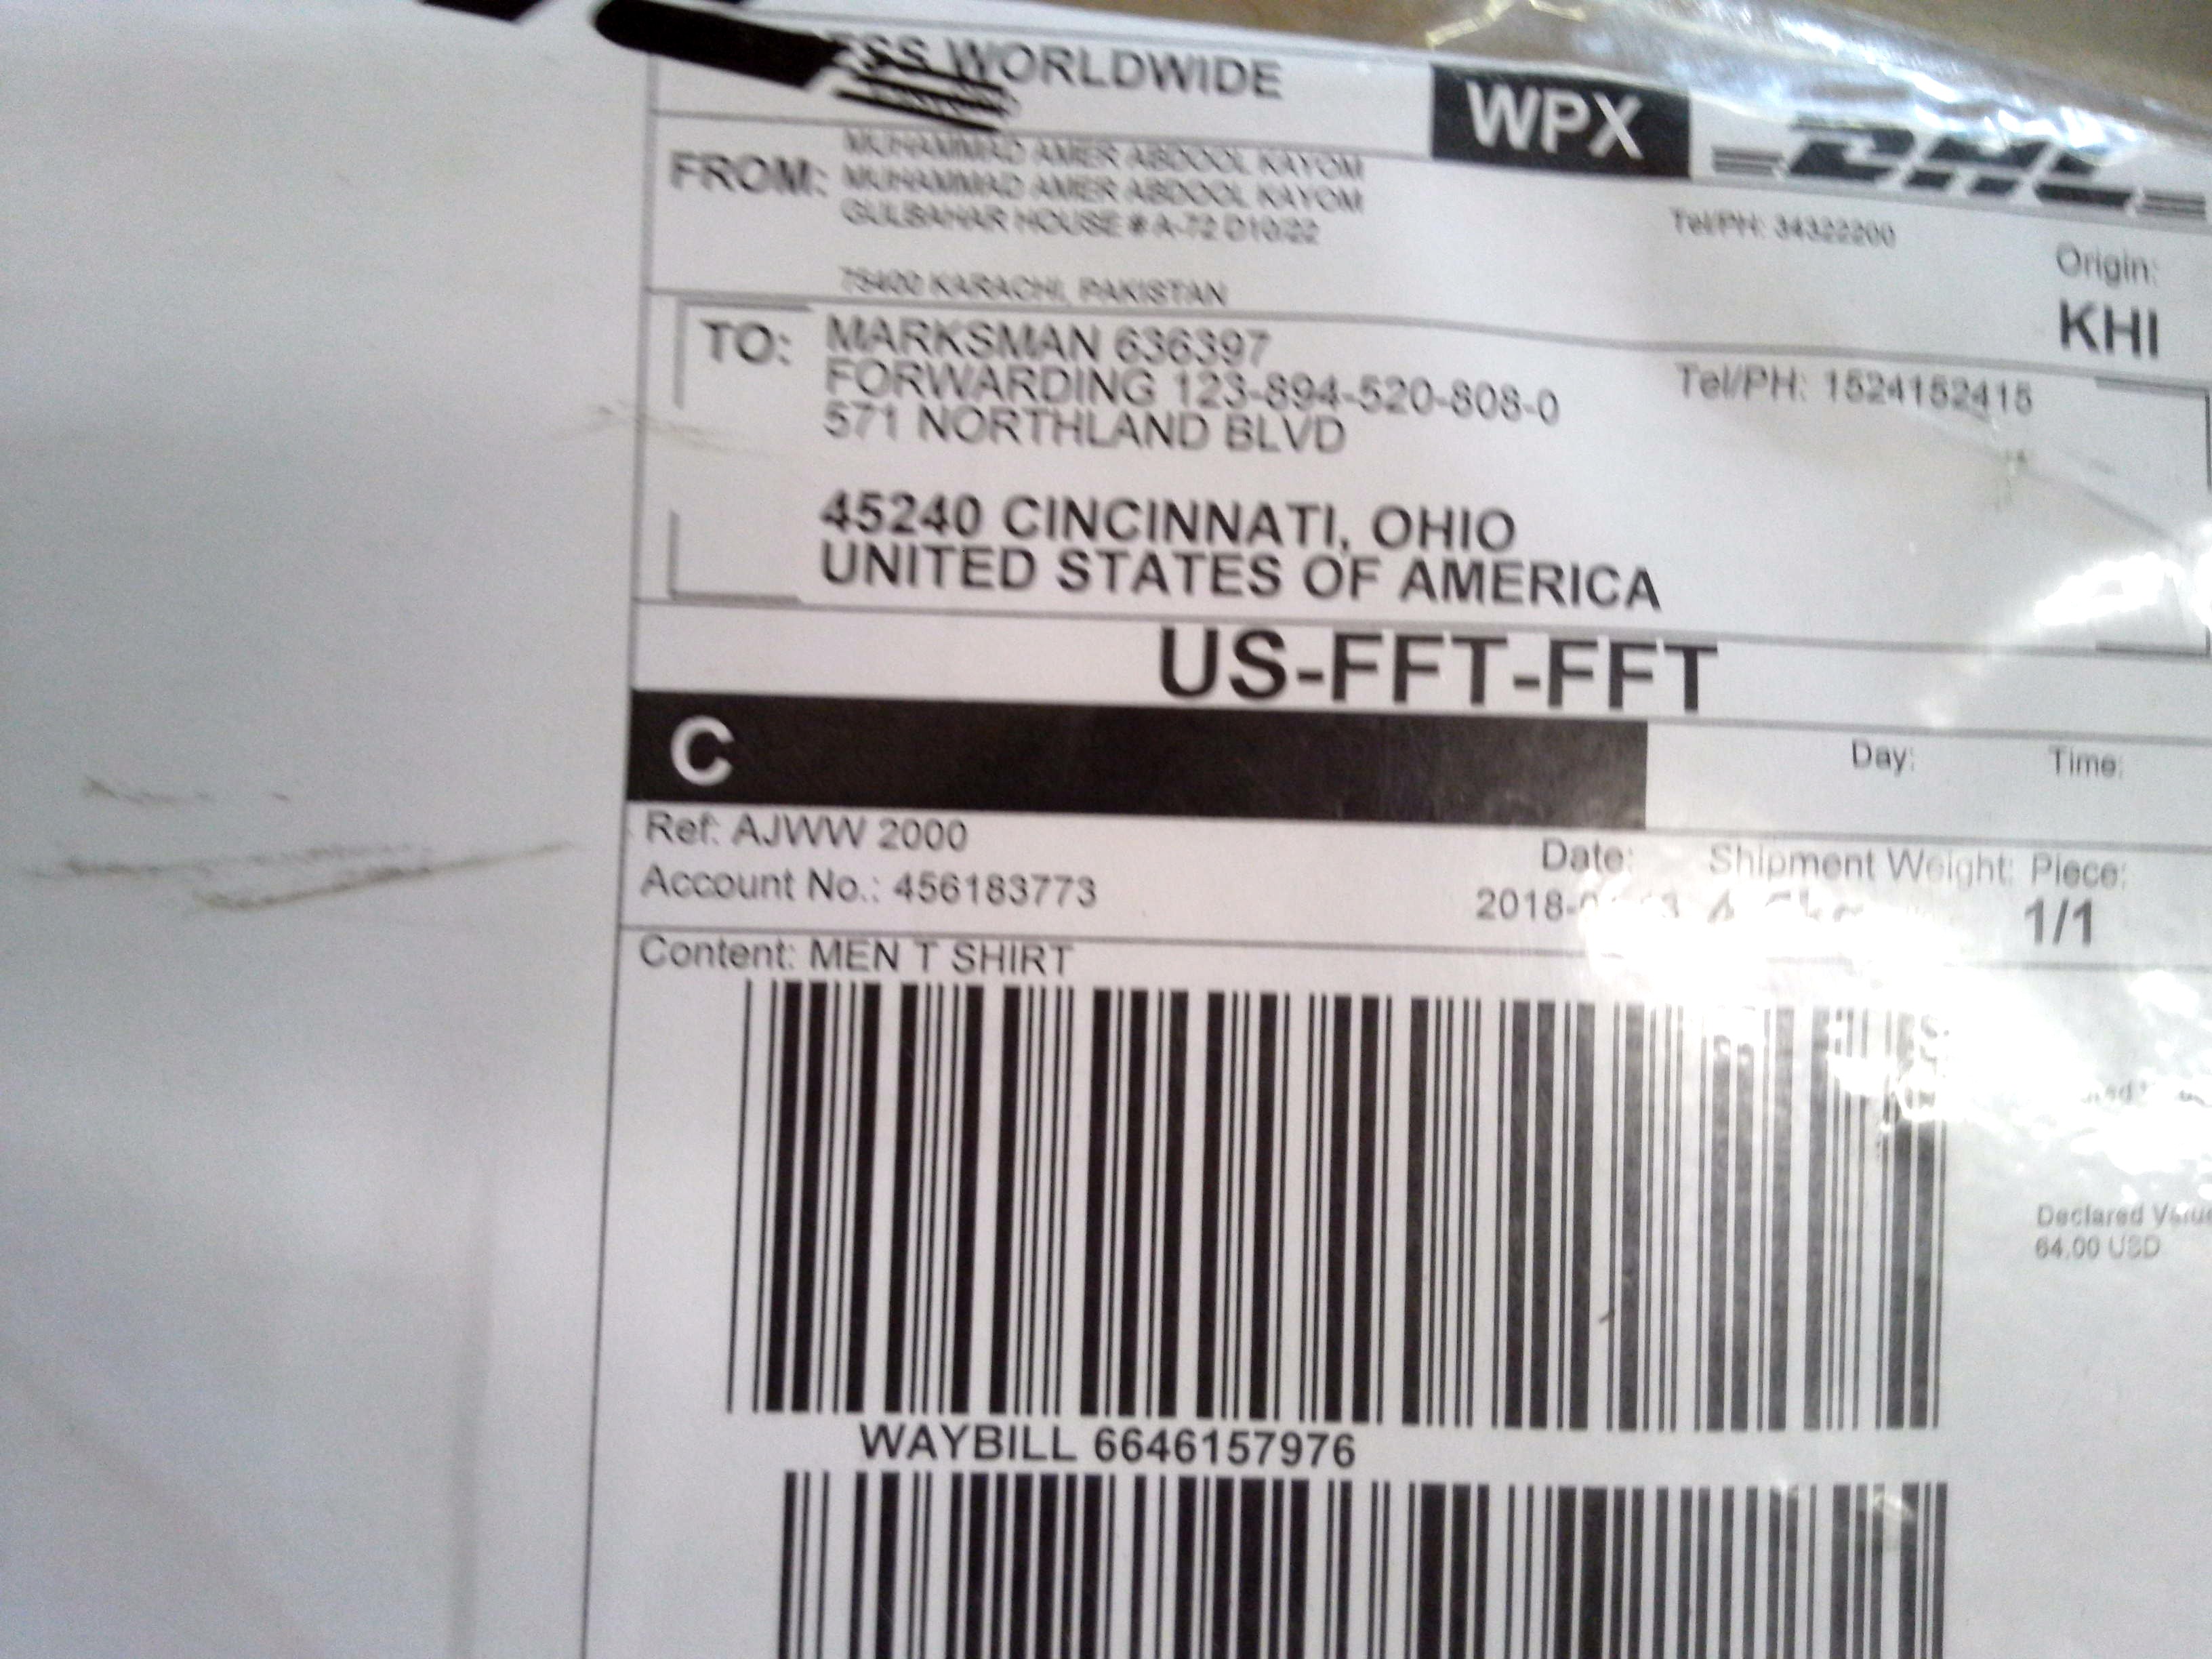 WORLDWIDE
WPX
DHL
FROM:
MUHAMMAD AMER ABDOOL KAYOM
MUHAMMAD AMER ABDOOL KAYOM
GULBAHAR HOUSE # A-72 D10/22
75400 KARACHI, PAKISTAN
Tel/PH: 34322200
Origin:
KHI
TO:
MARKSMAN 636397
FORWARDING 123-894-520-808-0
571 NORTHLAND BLVD
Tel/PH: 1524152415
45240 CINCINNATI, OHIO
UNITED STATES OF AMERICA
US-FFT-FFT
C
Day:
Time:
Ref: AJWW 2000
Account No.: 456183773
Date:
Shipment Weight:
Piece:
1/1
Content: MEN T SHIRT
WAYBILL 6646157976
Declared Value
64.00 USD